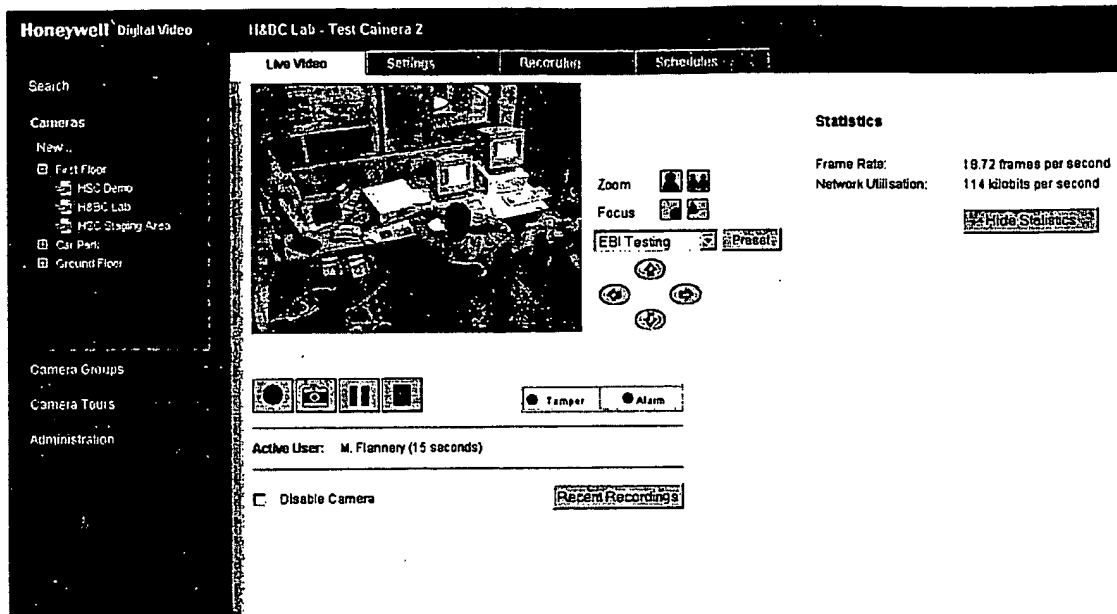 Honeywell Digital Video
H&BC Lab - Test Camera 2
Live Video
Settings
Recording
Schedules
Search
Cameras
New...
First Floor
HSC Demo
H&BC Lab
HSC Staging Area
Car Park
Ground Floor
Camera Groups
Camera Tours
Administration
Zoom
Focus
EBI Testing
Preset
Tamper
Alarm
Active User: M. Flannery (15 seconds)
Disable Camera
Recent Recordings
Statistics
Frame Rate: 18.72 frames per second
Network Utilisation: 114 kilobits per second
Hide Statistics